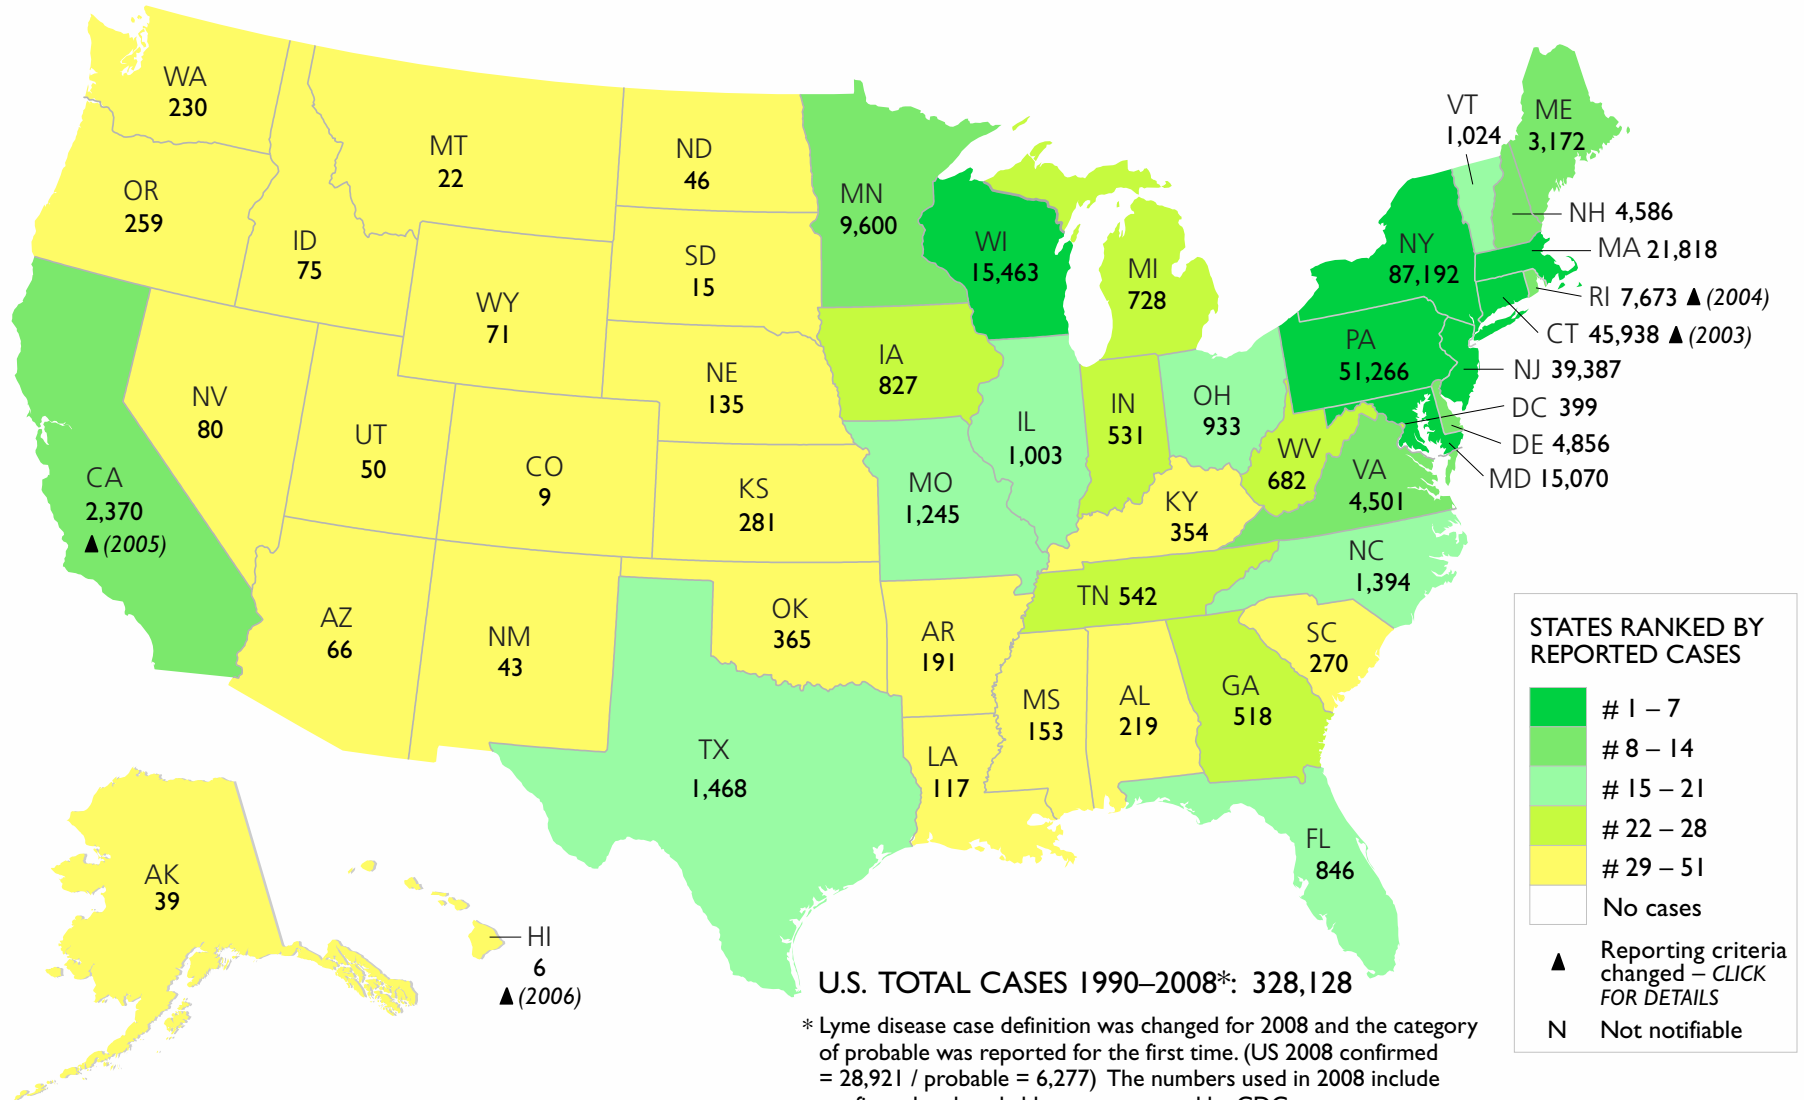 WA
230
OR
259
MT
22
ID
75
ND
46
SD
15
WY
71
NE
135
NV
80
UT
50
CO
9
KS
281
CA
2,370
▲ (2005)
AZ
66
NM
43
OK
365
TX
1,468
MN
9,600
WI
15,463
MI
728
IA
827
IL
1,003
IN
531
OH
933
MO
1,245
KY
354
WV
682
VA
4,501
TN 542
NC
1,394
AR
191
SC
270
MS
153
AL
219
GA
518
LA
117
FL
846
VT
1,024
ME
3,172
NH 4,586
NY
87,192
MA 21,818
RI 7,673 ▲ (2004)
CT 45,938 ▲ (2003)
PA
51,266
NJ 39,387
DC 399
DE 4,856
MD 15,070
AK
39
HI
6
▲ (2006)
STATES RANKED BY
REPORTED CASES
# 1 – 7
# 8 – 14
# 15 – 21
# 22 – 28
# 29 – 51
No cases
▲ Reporting criteria
changed – CLICK
FOR DETAILS
N Not notifiable
U.S. TOTAL CASES 1990–2008*: 328,128
* Lyme disease case definition was changed for 2008 and the category
of probable was reported for the first time. (US 2008 confirmed
= 28,921 / probable = 6,277) The numbers used in 2008 include